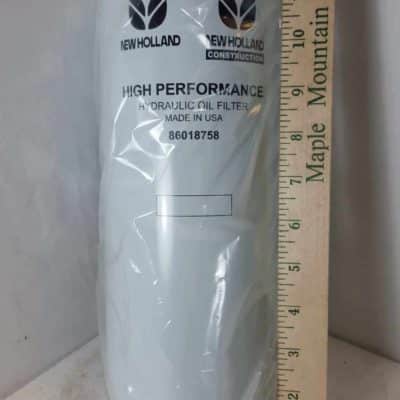 NEW HOLLAND
NEW HOLLAND
CONSTRUCTION
HIGH PERFORMANCE
HYDRAULIC OIL FILTER
MADE IN USA
86018758
Maple Mountain
10
9
8
7
6
5
4
3
2